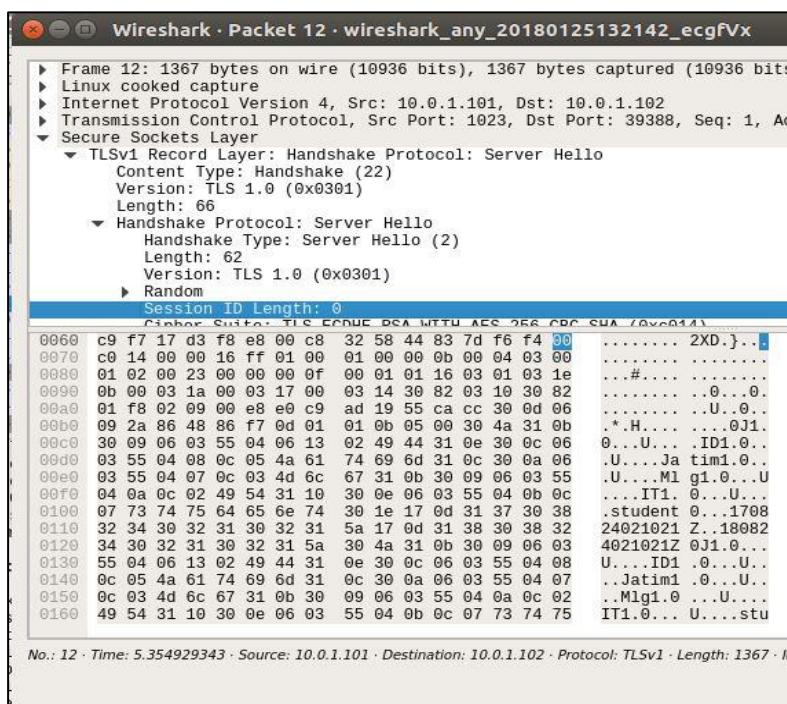 Wireshark · Packet 12 · wireshark_any_20180125132142_ecgfVx
Frame 12: 1367 bytes on wire (10936 bits), 1367 bytes captured (10936 bits
Linux cooked capture
Internet Protocol Version 4, Src: 10.0.1.101, Dst: 10.0.1.102
Transmission Control Protocol, Src Port: 1023, Dst Port: 39388, Seq: 1, Ac
Secure Sockets Layer
TLSv1 Record Layer: Handshake Protocol: Server Hello
Content Type: Handshake (22)
Version: TLS 1.0 (0x0301)
Length: 66
Handshake Protocol: Server Hello
Handshake Type: Server Hello (2)
Length: 62
Version: TLS 1.0 (0x0301)
Random
Session ID Length: 0
Cipher Suite: TLS_ECDHE_RSA_WITH_AES_256_CBC_SHA (0xc014)
0060 c9 f7 17 d3 f8 e8 00 c8 32 58 44 83 7d f6 f4 00 ........ 2XD.}...
0070 c0 14 00 00 16 ff 01 00 01 00 00 0b 00 04 03 00 ........ ........
0080 01 02 00 23 00 00 00 0f 00 01 01 16 03 01 03 1e ...#.... ........
0090 0b 00 03 1a 00 03 17 00 03 14 30 82 03 10 30 82 ........ ..0...0.
00a0 01 f8 02 09 00 e8 e0 c9 ad 19 55 ca cc 30 0d 06 ........ ..U..0..
00b0 09 2a 86 48 86 f7 0d 01 01 0b 05 00 30 4a 31 0b .*.H.... ....0J1.
00c0 30 09 06 03 55 04 06 13 02 49 44 31 0e 30 0c 06 0...U... .ID1.0..
00d0 03 55 04 08 0c 05 4a 61 74 69 6d 31 0c 30 0a 06 .U....Ja tim1.0..
00e0 03 55 04 07 0c 03 4d 6c 67 31 0b 30 09 06 03 55 .U....Ml g1.0...U
00f0 04 0a 0c 02 49 54 31 10 30 0e 06 03 55 04 0b 0c ....IT1. 0...U...
0100 07 73 74 75 64 65 6e 74 30 1e 17 0d 31 37 30 38 .student 0...1708
0110 32 34 30 32 31 30 32 31 5a 17 0d 31 38 30 38 32 24021021 Z..18082
0120 34 30 32 31 30 32 31 5a 30 4a 31 0b 30 09 06 03 4021021Z 0J1.0...
0130 55 04 06 13 02 49 44 31 0e 30 0c 06 03 55 04 08 U....ID1 .0...U..
0140 0c 05 4a 61 74 69 6d 31 0c 30 0a 06 03 55 04 07 ..Jatim1 .0...U..
0150 0c 03 4d 6c 67 31 0b 30 09 06 03 55 04 0a 0c 02 ..Mlg1.0 ...U....
0160 49 54 31 10 30 0e 06 03 55 04 0b 0c 07 73 74 75 IT1.0... U....stu
No.: 12 · Time: 5.354929343 · Source: 10.0.1.101 · Destination: 10.0.1.102 · Protocol: TLSv1 · Length: 1367 ·